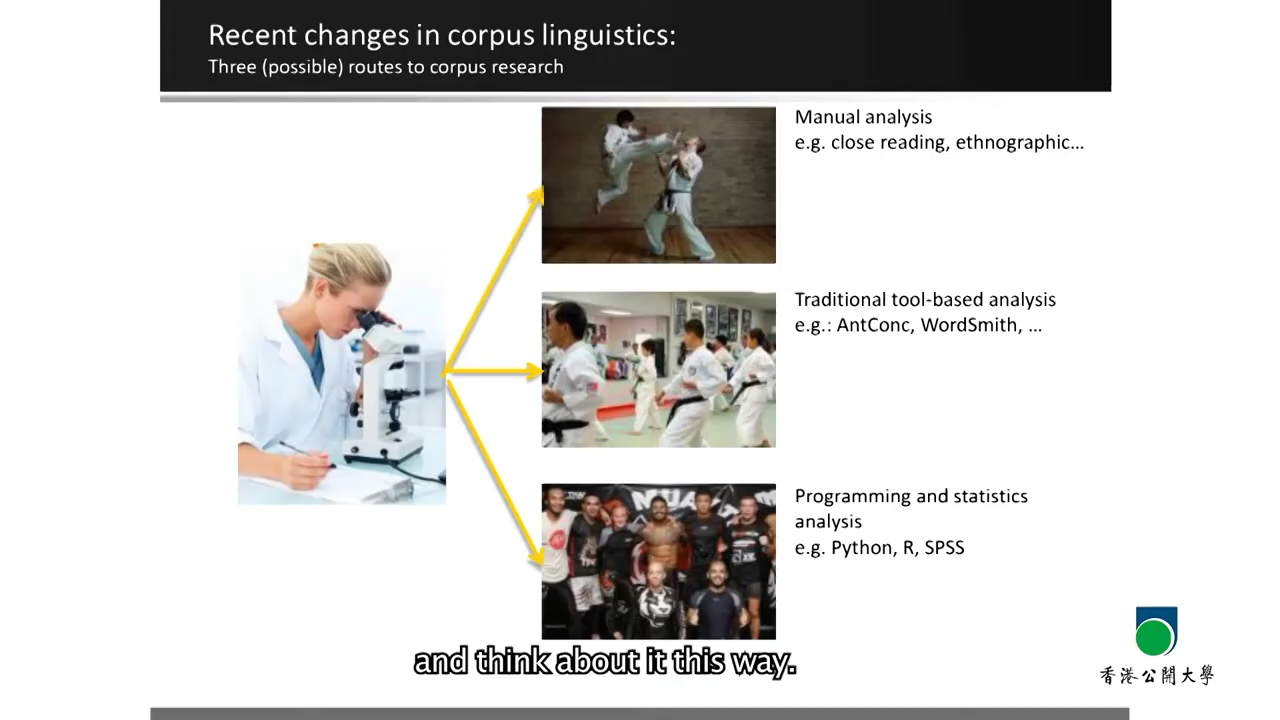 Recent changes in corpus linguistics:
Three (possible) routes to corpus research
Manual analysis
e.g. close reading, ethnographic...
Traditional tool-based analysis
e.g.: AntConc, WordSmith, ...
Programming and statistics
analysis
e.g. Python, R, SPSS
and think about it this way.
香港公開大學